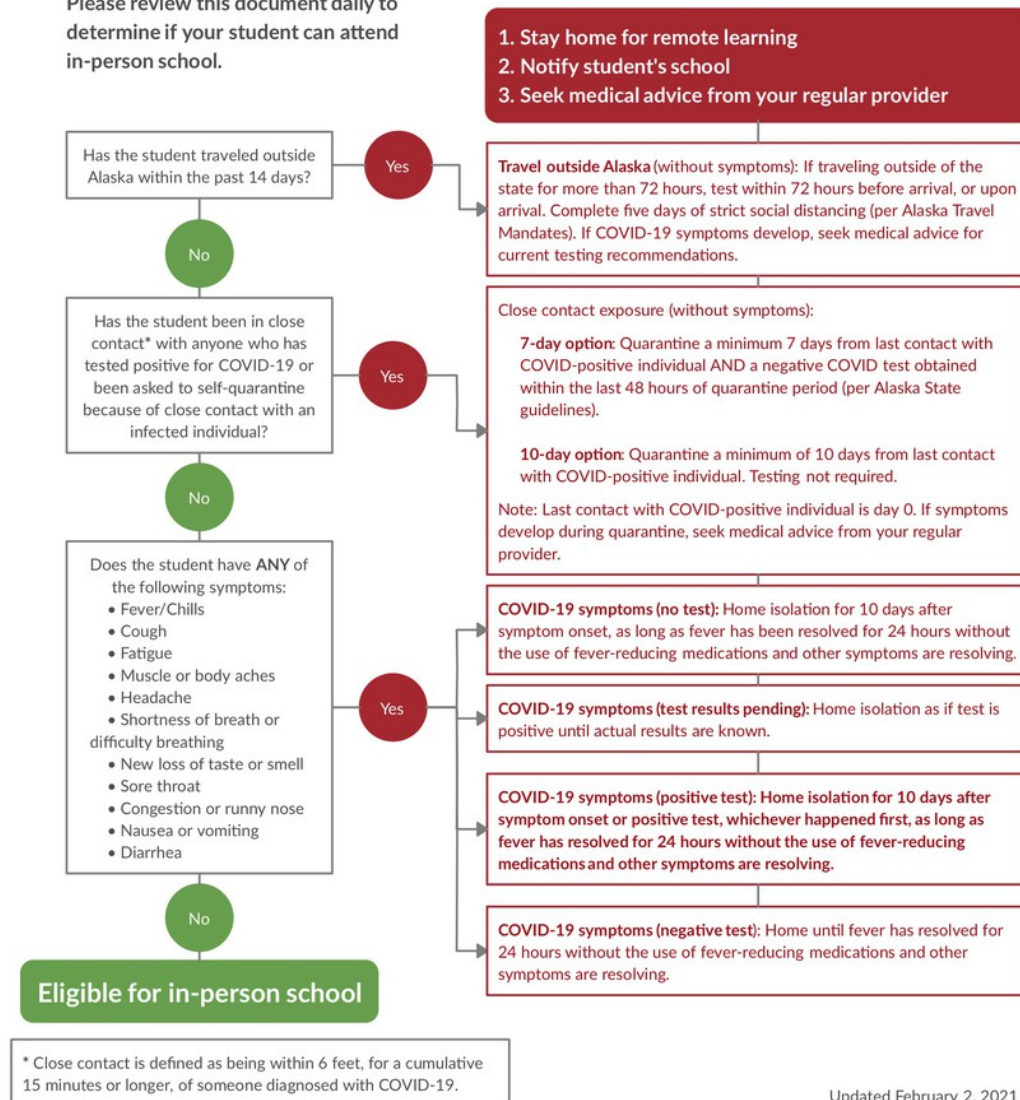 Please review this document daily to
determine if your student can attend
in-person school.
1. Stay home for remote learning
2. Notify student's school
3. Seek medical advice from your regular provider
Has the student traveled outside
Alaska within the past 14 days?
Yes
Travel outside Alaska (without symptoms): If traveling outside of the
state for more than 72 hours, test within 72 hours before arrival, or upon
arrival. Complete five days of strict social distancing (per Alaska Travel
Mandates). If COVID-19 symptoms develop, seek medical advice for
current testing recommendations.
No
Has the student been in close
contact* with anyone who has
tested positive for COVID-19 or
been asked to self-quarantine
because of close contact with an
infected individual?
Yes
Close contact exposure (without symptoms):
7-day option: Quarantine a minimum 7 days from last contact with
COVID-positive individual AND a negative COVID test obtained
within the last 48 hours of quarantine period (per Alaska State
guidelines).
10-day option: Quarantine a minimum of 10 days from last contact
with COVID-positive individual. Testing not required.
Note: Last contact with COVID-positive individual is day 0. If symptoms
develop during quarantine, seek medical advice from your regular
provider.
No
Does the student have ANY of
the following symptoms:
• Fever/Chills
• Cough
• Fatigue
• Muscle or body aches
• Headache
• Shortness of breath or
difficulty breathing
• New loss of taste or smell
• Sore throat
• Congestion or runny nose
• Nausea or vomiting
• Diarrhea
Yes
COVID-19 symptoms (no test): Home isolation for 10 days after
symptom onset, as long as fever has been resolved for 24 hours without
the use of fever-reducing medications and other symptoms are resolving.
COVID-19 symptoms (test results pending): Home isolation as if test is
positive until actual results are known.
COVID-19 symptoms (positive test): Home isolation for 10 days after
symptom onset or positive test, whichever happened first, as long as
fever has resolved for 24 hours without the use of fever-reducing
medications and other symptoms are resolving.
COVID-19 symptoms (negative test): Home until fever has resolved for
24 hours without the use of fever-reducing medications and other
symptoms are resolving.
No
Eligible for in-person school
* Close contact is defined as being within 6 feet, for a cumulative
15 minutes or longer, of someone diagnosed with COVID-19.
Updated February 2, 2021